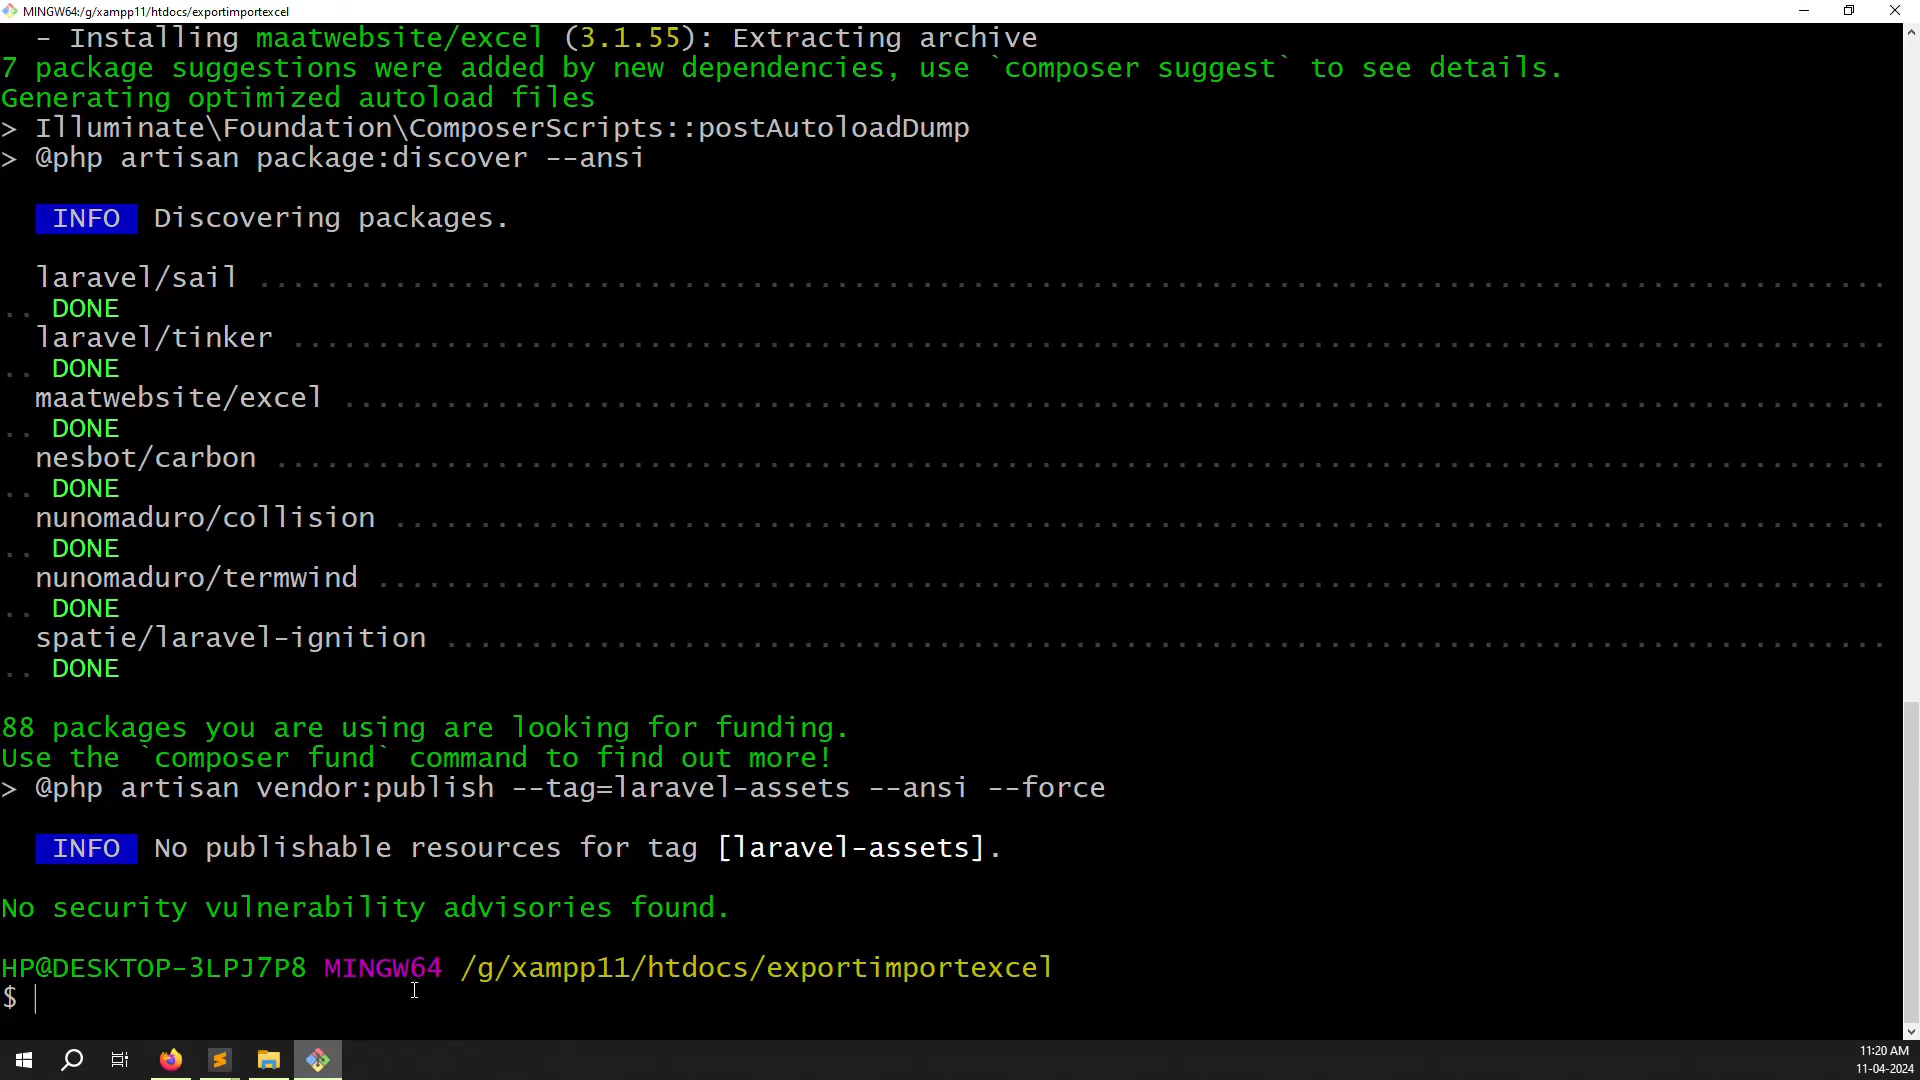 MINGW64:/g/xampp11/htdocs/exportimportexcel
- Installing maatwebsite/excel (3.1.55): Extracting archive
7 package suggestions were added by new dependencies, use `composer suggest` to see details.
Generating optimized autoload files
> Illuminate\Foundation\ComposerScripts::postAutoloadDump
> @php artisan package:discover --ansi
INFO Discovering packages.
laravel/sail ................................................................................................
.. DONE
laravel/tinker ..............................................................................................
.. DONE
maatwebsite/excel ...........................................................................................
.. DONE
nesbot/carbon ...............................................................................................
.. DONE
nunomaduro/collision ........................................................................................
.. DONE
nunomaduro/termwind .........................................................................................
.. DONE
spatie/laravel-ignition .....................................................................................
.. DONE
88 packages you are using are looking for funding.
Use the `composer fund` command to find out more!
> @php artisan vendor:publish --tag=laravel-assets --ansi --force
INFO No publishable resources for tag [laravel-assets].
No security vulnerability advisories found.
HP@DESKTOP-3LPJ7P8 MINGW64 /g/xampp11/htdocs/exportimportexcel
$
11:20 AM
11-04-2024